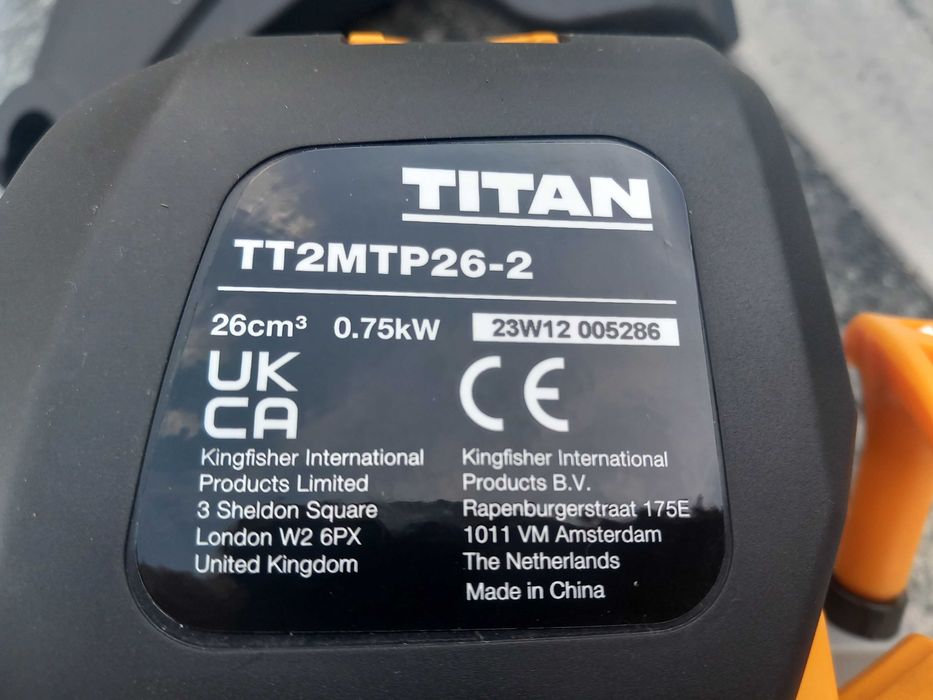 TITAN
TT2MTP26-2
26cm³ 0.75kW 23W12 005286
UK
CA
CE
Kingfisher International
Products Limited
3 Sheldon Square
London W2 6PX
United Kingdom
Kingfisher International
Products B.V.
Rapenburgerstraat 175E
1011 VM Amsterdam
The Netherlands
Made in China